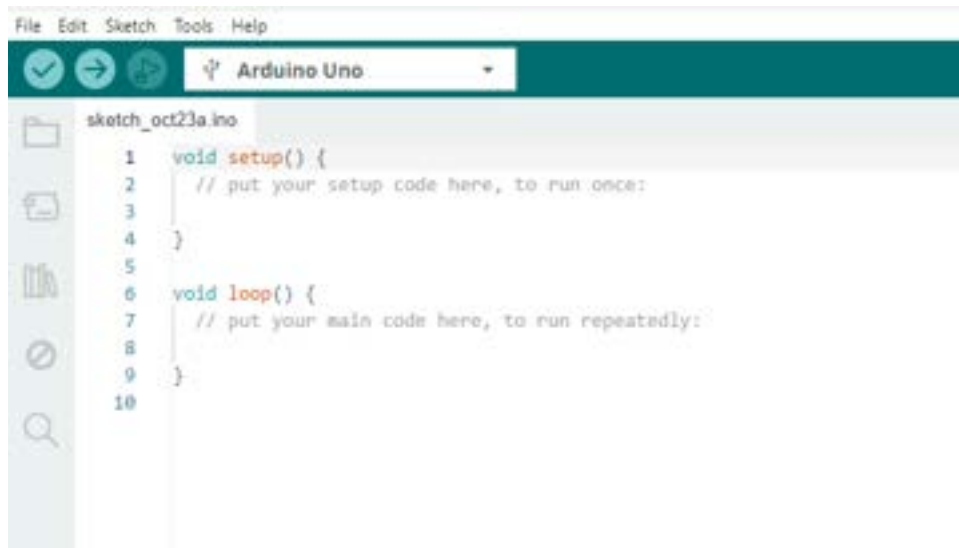 File Edit Sketch Tools Help
Arduino Uno
sketch_oct23a.ino
1 void setup() {
2 // put your setup code here, to run once:
3
4 }
5
6 void loop() {
7 // put your main code here, to run repeatedly:
8
9 }
10